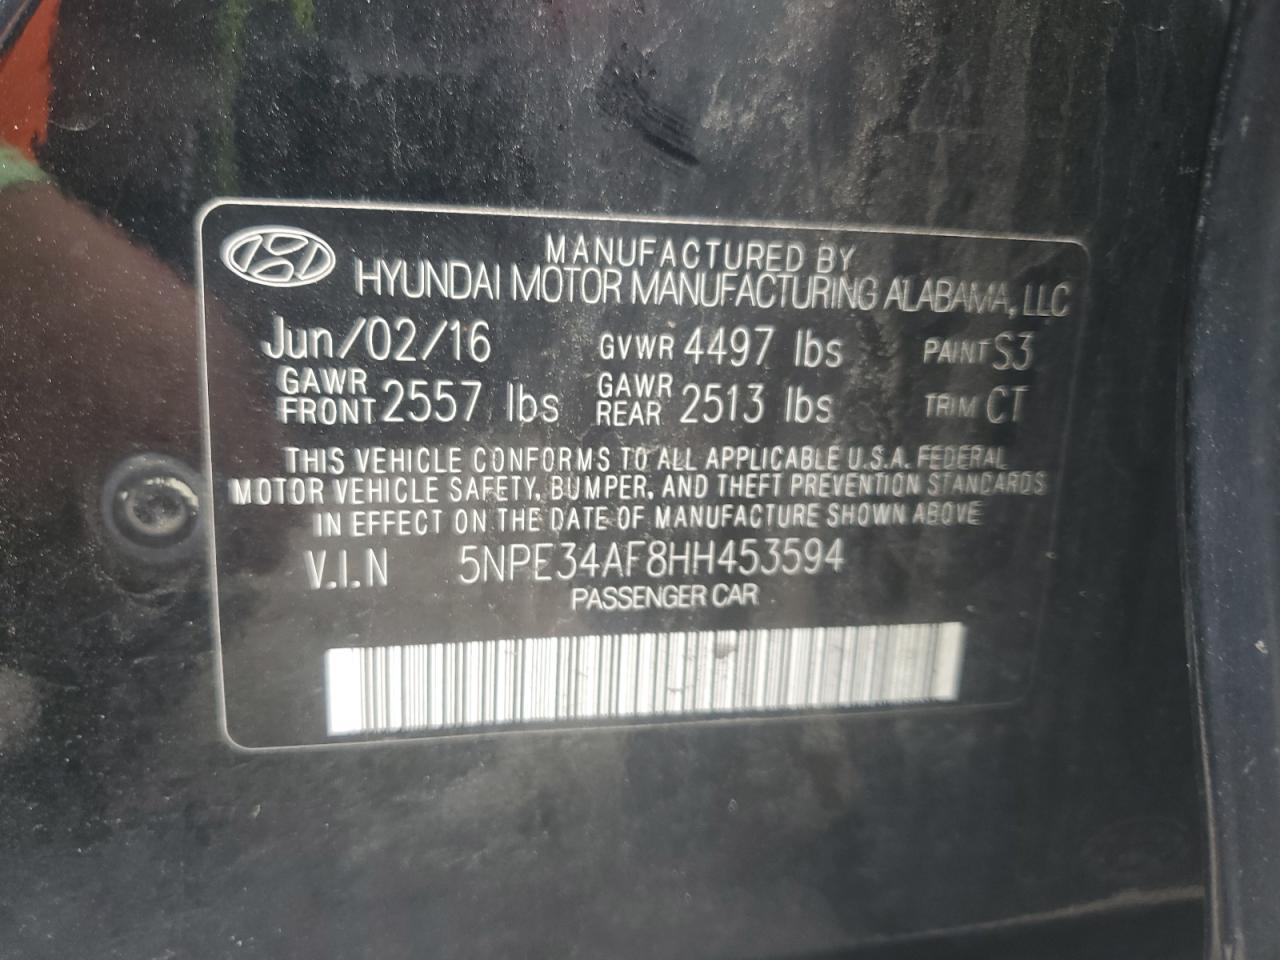 MANUFACTURED BY
HYUNDAI MOTOR MANUFACTURING ALABAMA, LLC
Jun/02/16 GVWR 4497 lbs PAINT S3
GAWR FRONT 2557 lbs GAWR REAR 2513 lbs TRIM CT
THIS VEHICLE CONFORMS TO ALL APPLICABLE U.S.A. FEDERAL
MOTOR VEHICLE SAFETY, BUMPER, AND THEFT PREVENTION STANDARDS
IN EFFECT ON THE DATE OF MANUFACTURE SHOWN ABOVE
V.I.N 5NPE34AF8HH453594
PASSENGER CAR